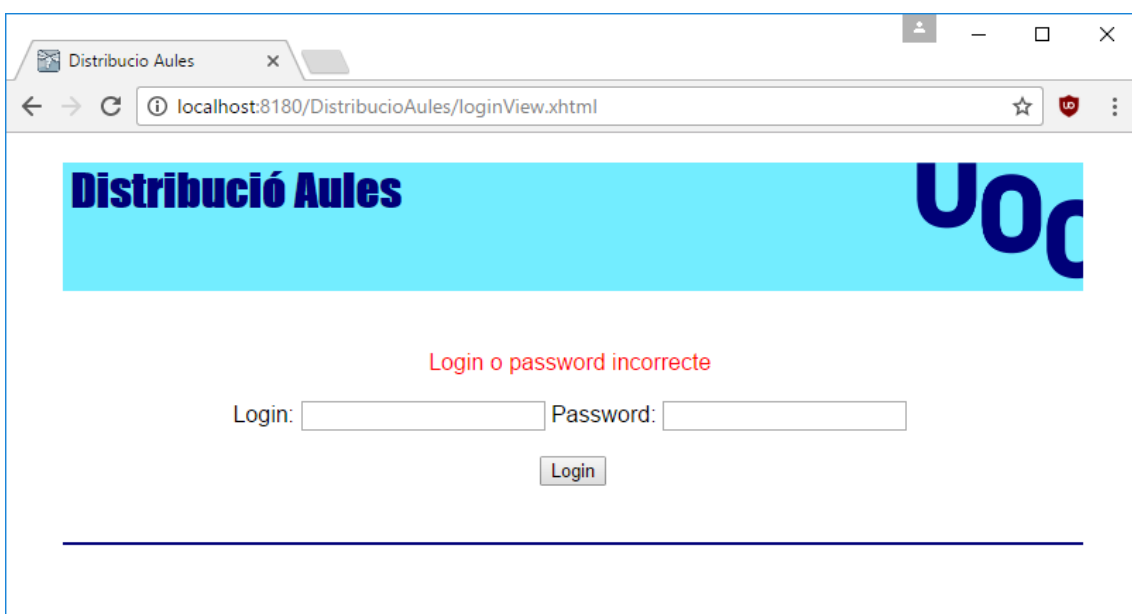 Distribucio Aules
localhost:8180/DistribucioAules/loginView.xhtml
Distribució Aules
UOC
Login o password incorrecte
Login: Password:
Login